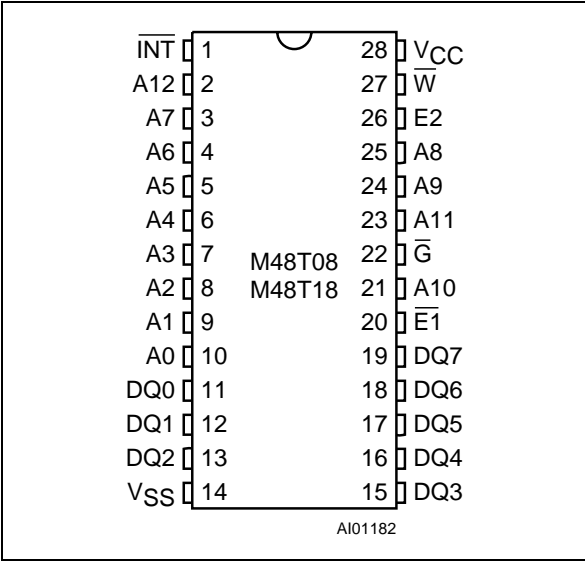 I̅N̅T̅ 1 28 VCC
A12 2 27 W̅
A7 3 26 E2
A6 4 25 A8
A5 5 24 A9
A4 6 23 A11
A3 7 22 G̅
A2 8 21 A10
A1 9 20 E̅1̅
A0 10 19 DQ7
DQ0 11 18 DQ6
DQ1 12 17 DQ5
DQ2 13 16 DQ4
VSS 14 15 DQ3
M48T08
M48T18
AI01182